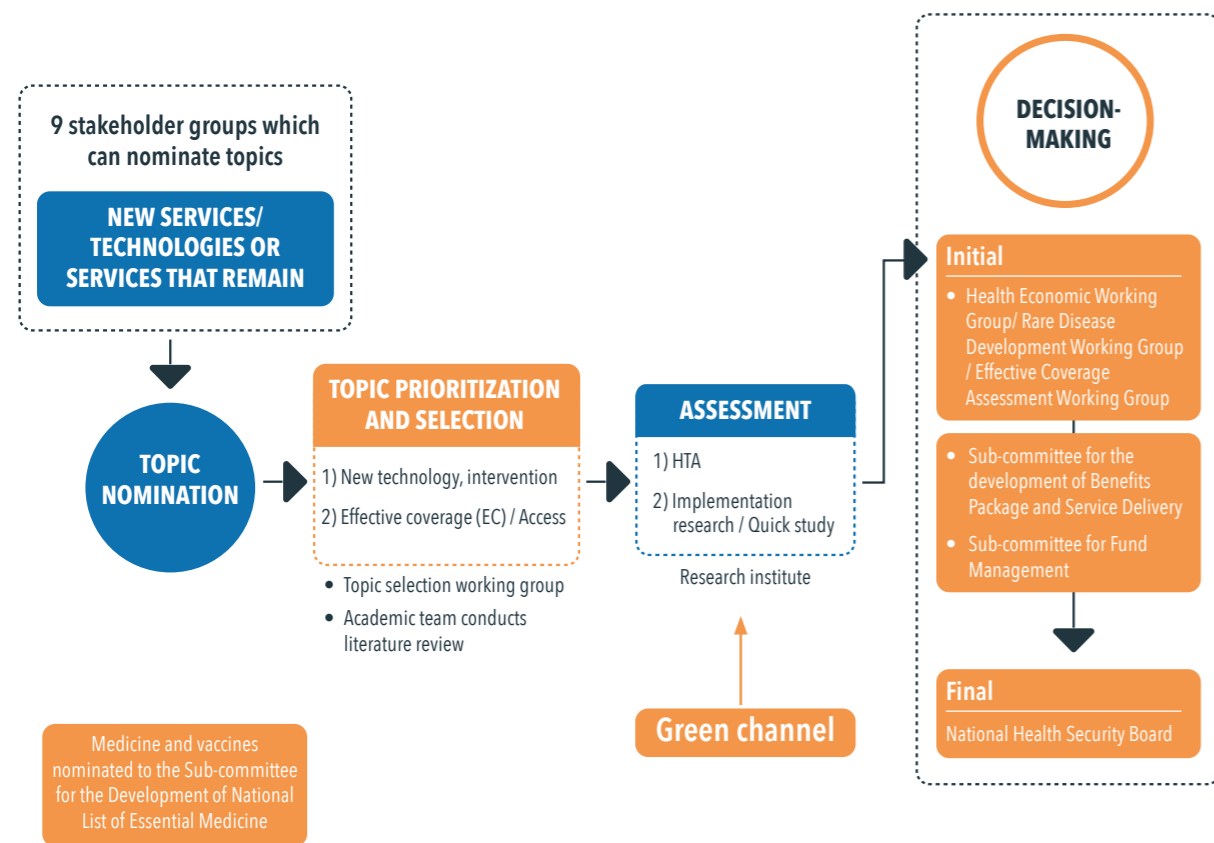 9 stakeholder groups which
can nominate topics
NEW SERVICES/
TECHNOLOGIES OR
SERVICES THAT REMAIN
TOPIC
NOMINATION
TOPIC PRIORITIZATION
AND SELECTION
1) New technology, intervention
2) Effective coverage (EC) / Access
• Topic selection working group
• Academic team conducts
literature review
ASSESSMENT
1) HTA
2) Implementation
research / Quick study
Research institute
Green channel
Medicine and vaccines
nominated to the Sub-committee
for the Development of National
List of Essential Medicine
DECISION-
MAKING
Initial
• Health Economic Working
Group/ Rare Disease
Development Working Group
/ Effective Coverage
Assessment Working Group
• Sub-committee for the
development of Benefits
Package and Service Delivery
• Sub-committee for Fund
Management
Final
National Health Security Board